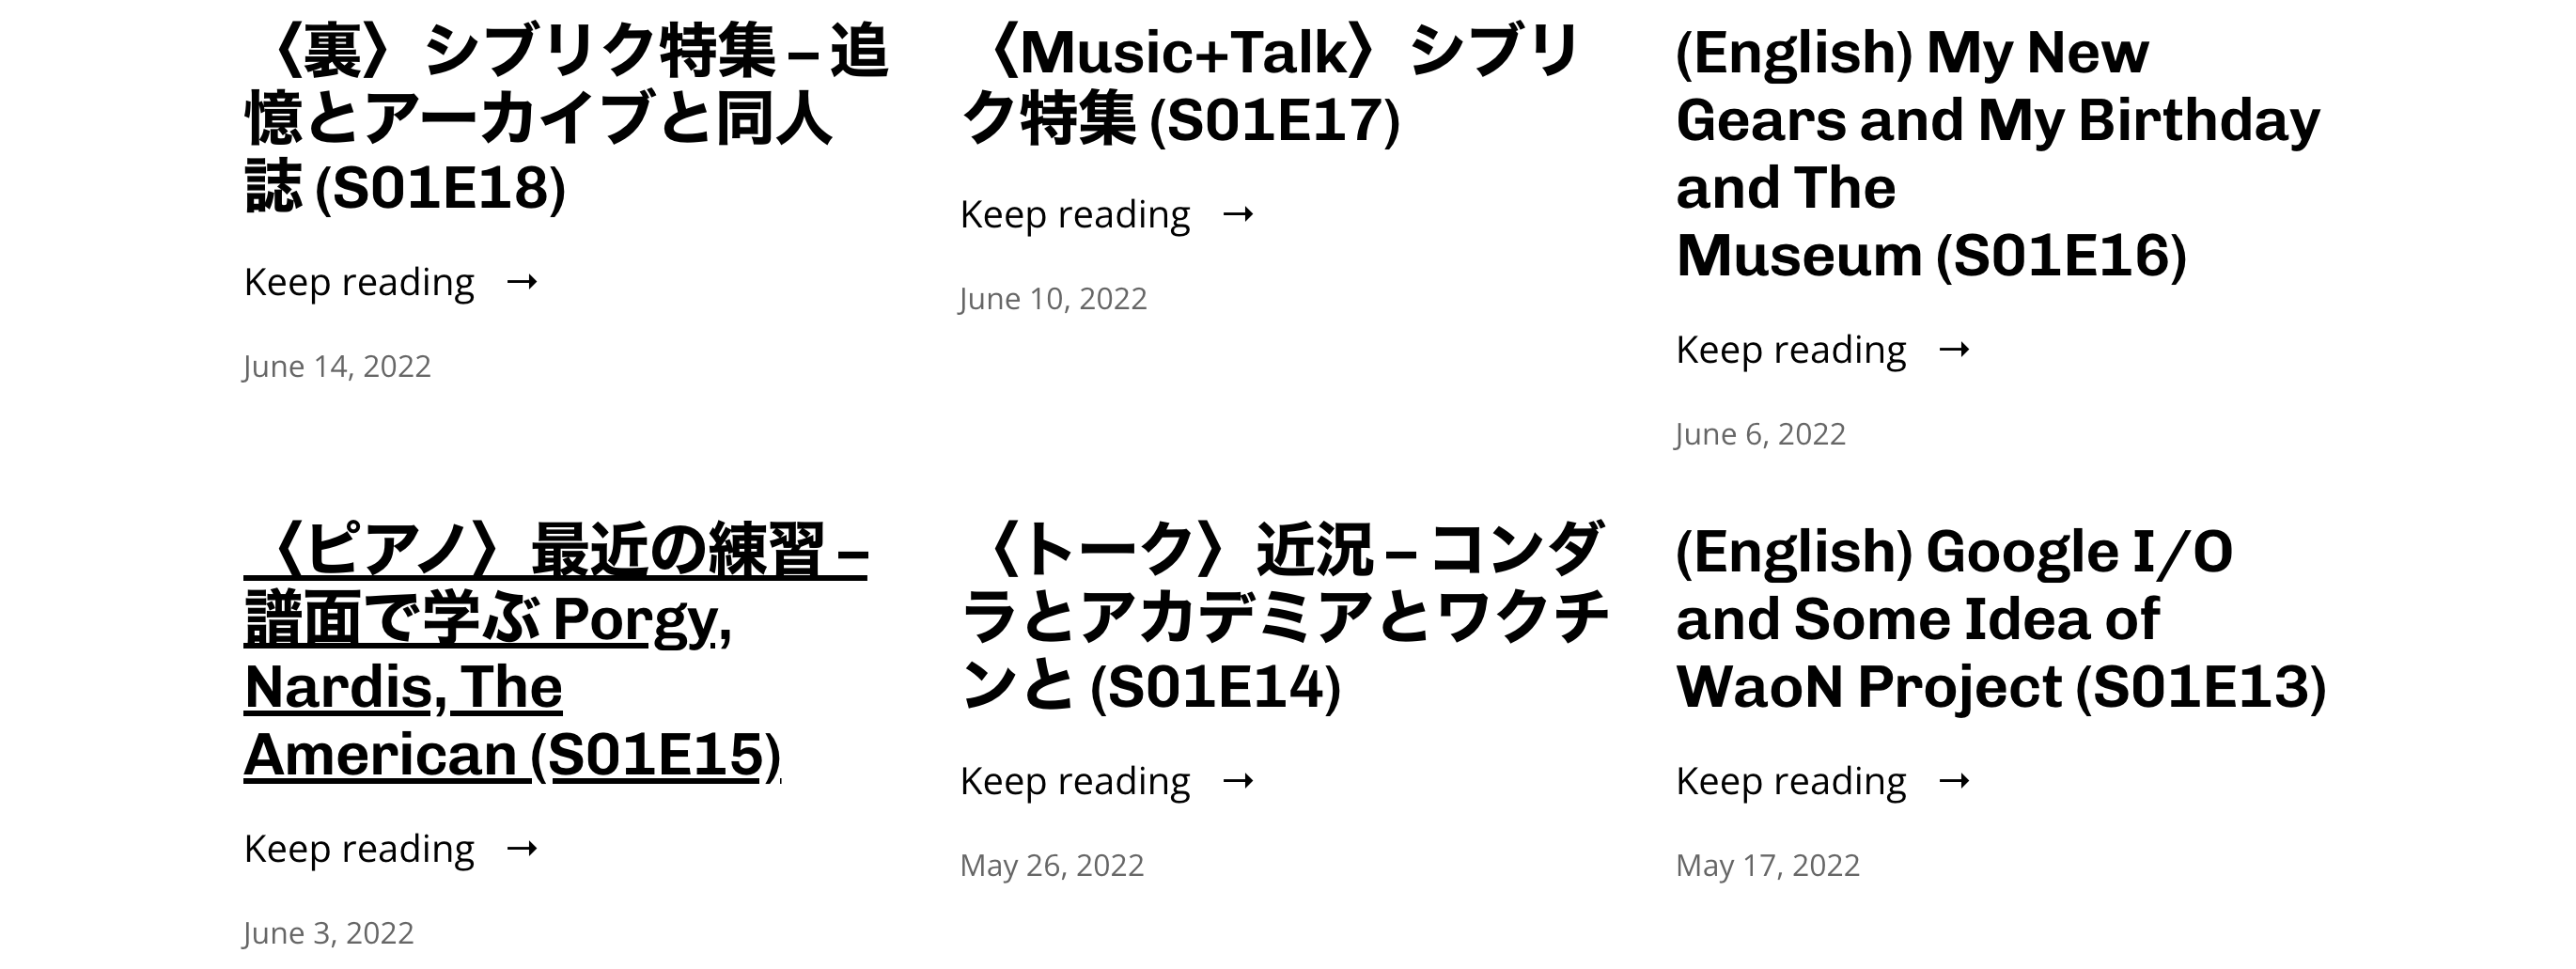 〈裏〉シブリク特集 – 追
憶とアーカイブと同人
誌 (S01E18)
Keep reading →
June 14, 2022
〈Music+Talk〉シブリ
ク特集 (S01E17)
Keep reading →
June 10, 2022
(English) My New
Gears and My Birthday
and The
Museum (S01E16)
Keep reading →
June 6, 2022
〈ピアノ〉最近の練習 –
譜面で学ぶ Porgy,
Nardis, The
American (S01E15)
Keep reading →
June 3, 2022
〈トーク〉近況 – コンダ
ラとアカデミアとワクチ
ンと (S01E14)
Keep reading →
May 26, 2022
(English) Google I/O
and Some Idea of
WaoN Project (S01E13)
Keep reading →
May 17, 2022